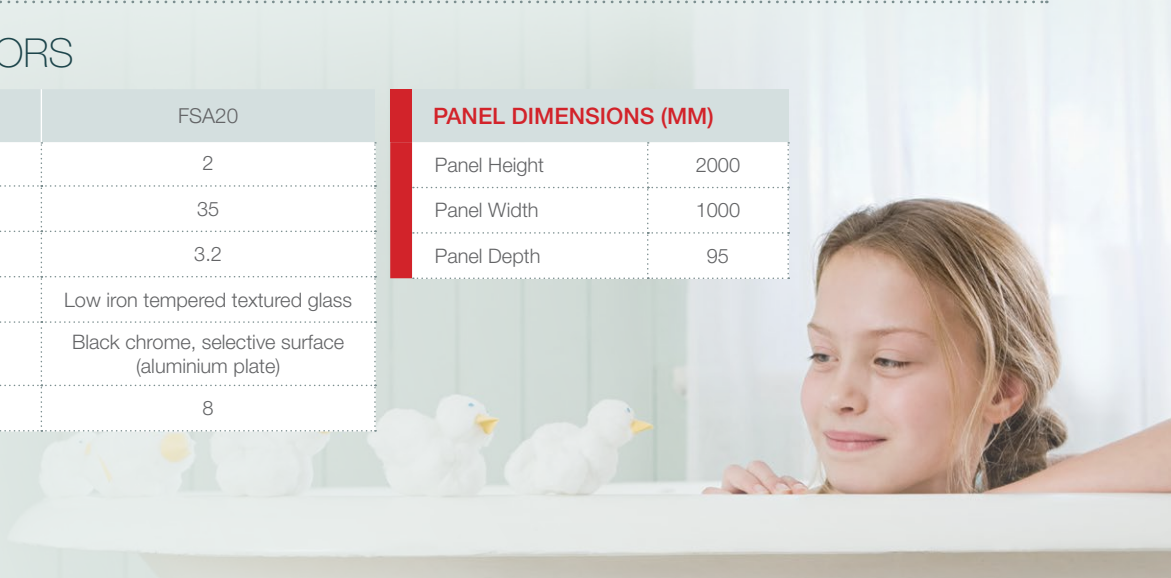 ORS
FSA20
2
35
3.2
Low iron tempered textured glass
Black chrome, selective surface
(aluminium plate)
8
PANEL DIMENSIONS (MM)
Panel Height 2000
Panel Width 1000
Panel Depth 95